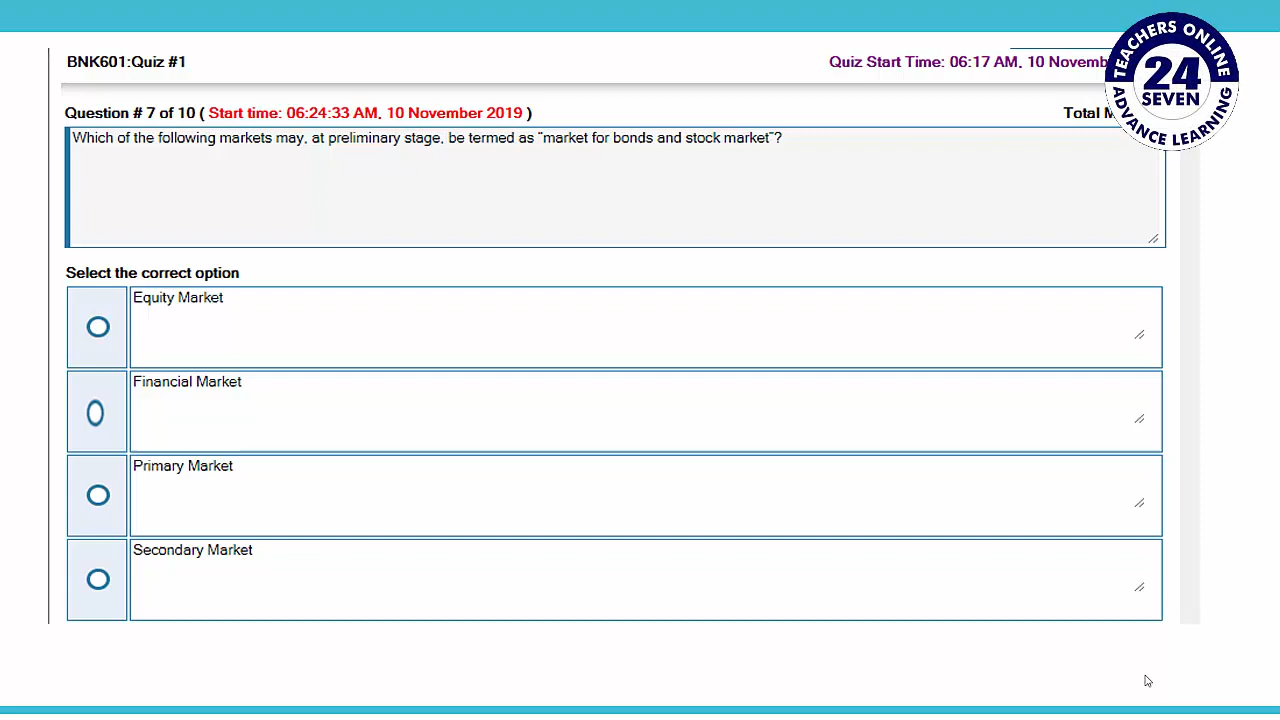 BNK601:Quiz #1
Quiz Start Time: 06:17 AM, 10
TEACHERS ONLINE
24
SEVEN
ADVANCE LEARNING
Question # 7 of 10 ( Start time: 06:24:33 AM, 10 November 2019 )
Total
Which of the following markets may, at preliminary stage, be termed as "market for bonds and stock market"?
Select the correct option
Equity Market
Financial Market
Primary Market
Secondary Market